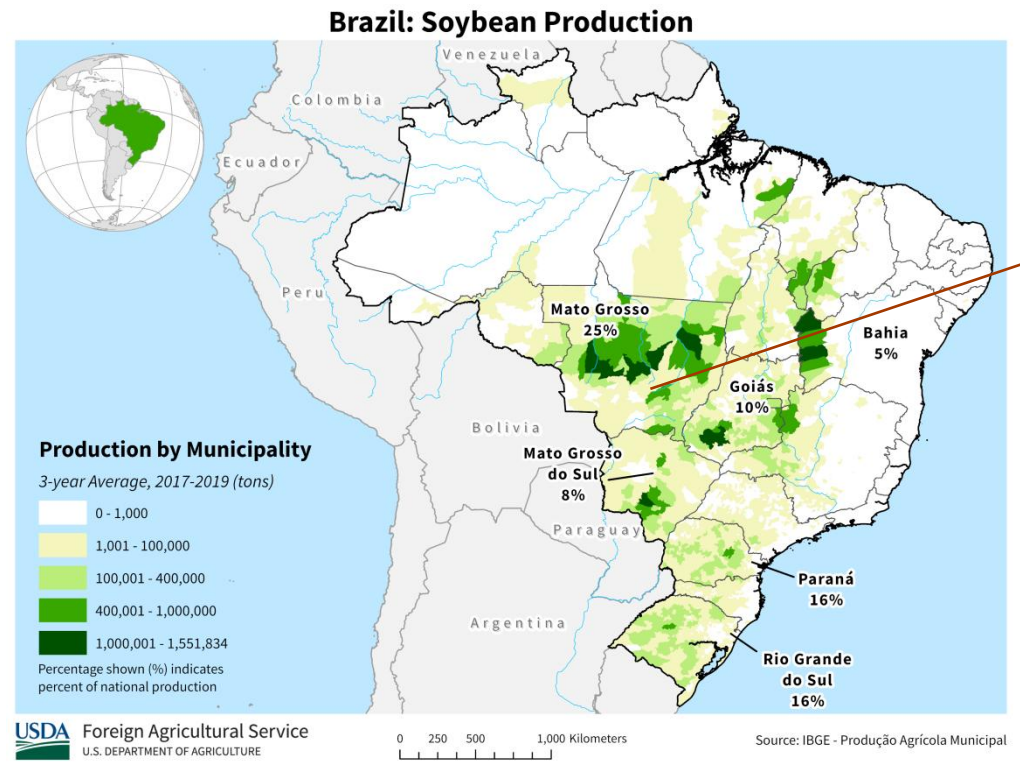 Brazil: Soybean Production
Venezuela
Colombia
Ecuador
Peru
Mato Grosso
25%
Bahia
5%
Goiás
10%
Bolivia
Mato Grosso
do Sul
8%
Paraguay
Paraná
16%
Argentina
Rio Grande
do Sul
16%
Production by Municipality
3-year Average, 2017-2019 (tons)
0 - 1,000
1,001 - 100,000
100,001 - 400,000
400,001 - 1,000,000
1,000,001 - 1,551,834
Percentage shown (%) indicates
percent of national production
USDA
Foreign Agricultural Service
U.S. DEPARTMENT OF AGRICULTURE
0 250 500 1,000 Kilometers
Source: IBGE - Produção Agrícola Municipal